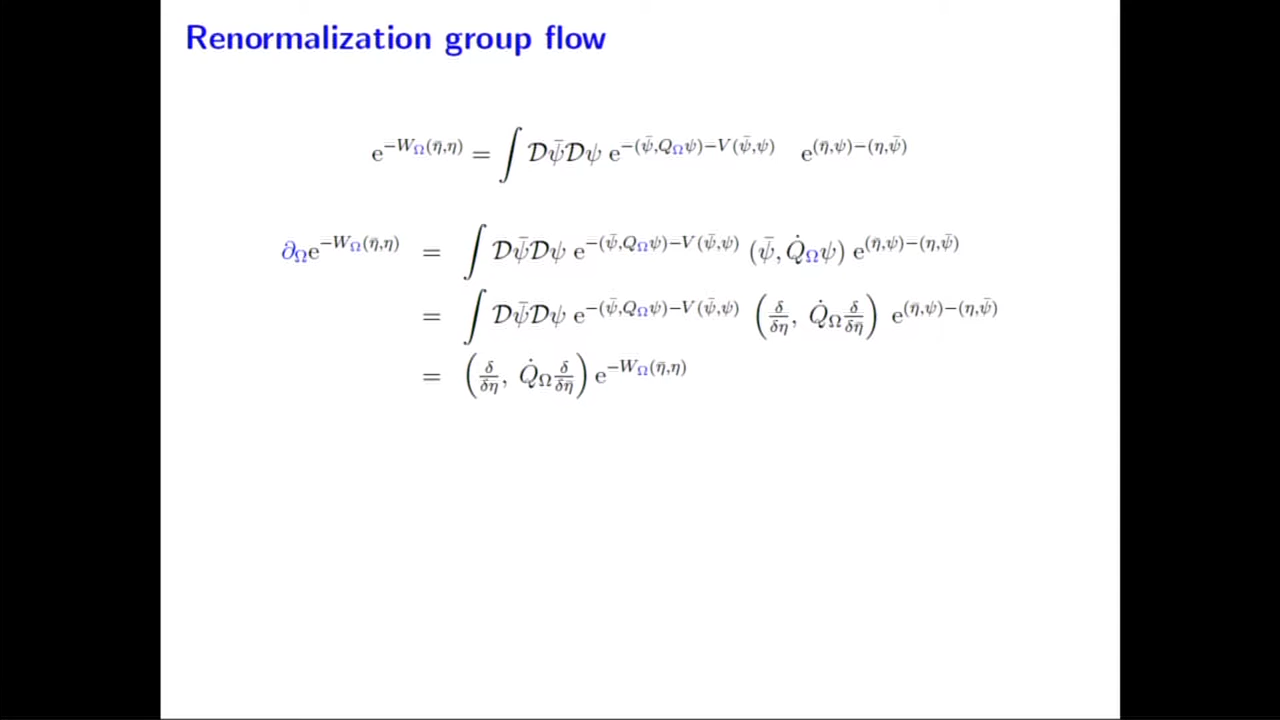 Renormalization group flow
e^{−W_Ω(η̄,η)} = ∫ 𝒟ψ̄𝒟ψ e^{−(ψ̄,Q_Ωψ)−V(ψ̄,ψ)} e^{(η̄,ψ)−(η,ψ̄)}
∂_Ω e^{−W_Ω(η̄,η)} = ∫ 𝒟ψ̄𝒟ψ e^{−(ψ̄,Q_Ωψ)−V(ψ̄,ψ)} (ψ̄, Q̇_Ωψ) e^{(η̄,ψ)−(η,ψ̄)}
= ∫ 𝒟ψ̄𝒟ψ e^{−(ψ̄,Q_Ωψ)−V(ψ̄,ψ)} (δ/δη, Q̇_Ω δ/δη̄) e^{(η̄,ψ)−(η,ψ̄)}
= (δ/δη, Q̇_Ω δ/δη̄) e^{−W_Ω(η̄,η)}